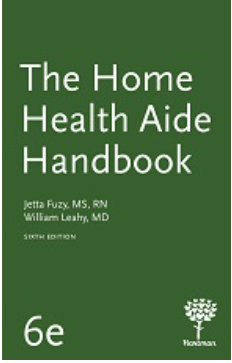 The Home
Health Aide
Handbook
Jetta Fuzy, MS, RN
William Leahy, MD
SIXTH EDITION
6e
Hartman